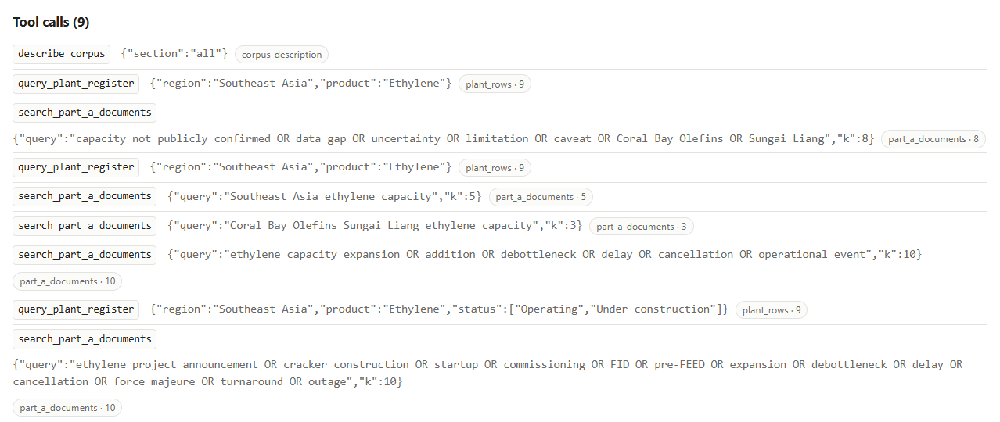 Tool calls (9)
describe_corpus {"section":"all"} corpus_description
query_plant_register {"region":"Southeast Asia","product":"Ethylene"} plant_rows · 9
search_part_a_documents
{"query":"capacity not publicly confirmed OR data gap OR uncertainty OR limitation OR caveat OR Coral Bay Olefins OR Sungai Liang","k":8} part_a_documents · 8
query_plant_register {"region":"Southeast Asia","product":"Ethylene"} plant_rows · 9
search_part_a_documents {"query":"Southeast Asia ethylene capacity","k":5} part_a_documents · 5
search_part_a_documents {"query":"Coral Bay Olefins Sungai Liang ethylene capacity","k":3} part_a_documents · 3
search_part_a_documents {"query":"ethylene capacity expansion OR addition OR debottleneck OR delay OR cancellation OR operational event","k":10}
part_a_documents · 10
query_plant_register {"region":"Southeast Asia","product":"Ethylene","status":["Operating","Under construction"]} plant_rows · 9
search_part_a_documents
{"query":"ethylene project announcement OR cracker construction OR startup OR commissioning OR FID OR pre-FEED OR expansion OR debottleneck OR delay OR
cancellation OR force majeure OR turnaround OR outage","k":10}
part_a_documents · 10